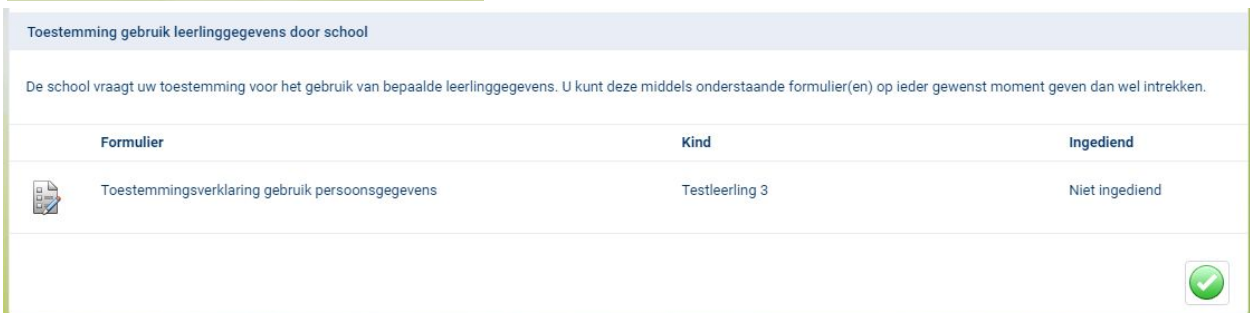 Toestemming gebruik leerlinggegevens door school
De school vraagt uw toestemming voor het gebruik van bepaalde leerlinggegevens. U kunt deze middels onderstaande formulier(en) op ieder gewenst moment geven dan wel intrekken.
Formulier Kind Ingediend
Toestemmingsverklaring gebruik persoonsgegevens Testleerling 3 Niet ingediend